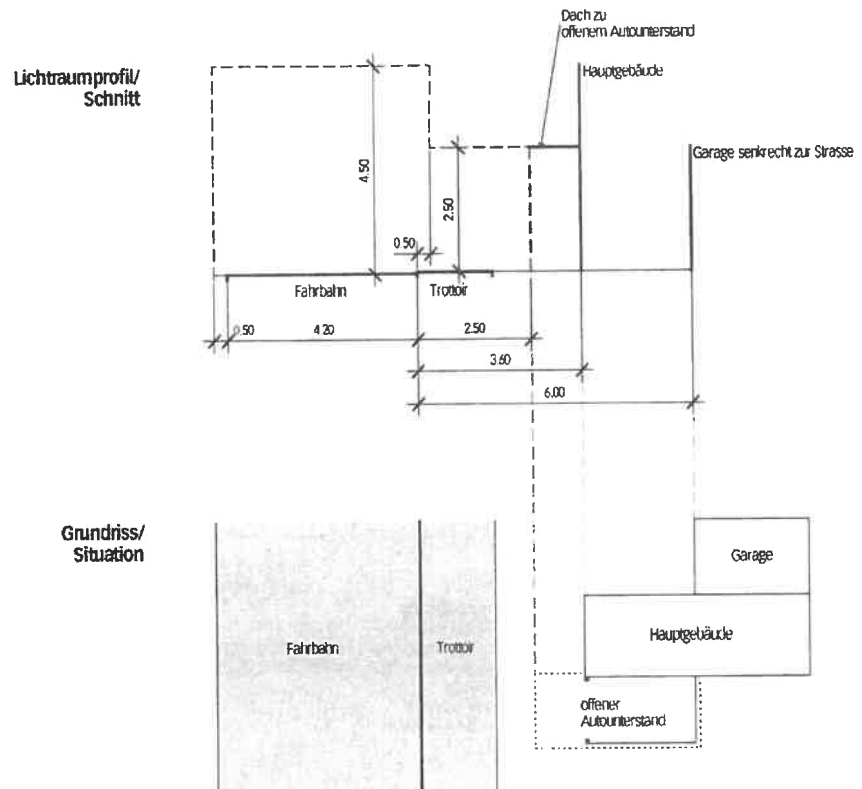 Dach zu
offenem Autounterstand
Lichtraumprofil/
Schnitt
Hauptgebäude
Garage senkrecht zur Strasse
4.50
2.50
0.50
Fahrbahn
Trottoir
0.50
4.20
2.50
3.60
6.00
Grundriss/
Situation
Garage
Fahrbahn
Trottoir
Hauptgebäude
offener
Autounterstand